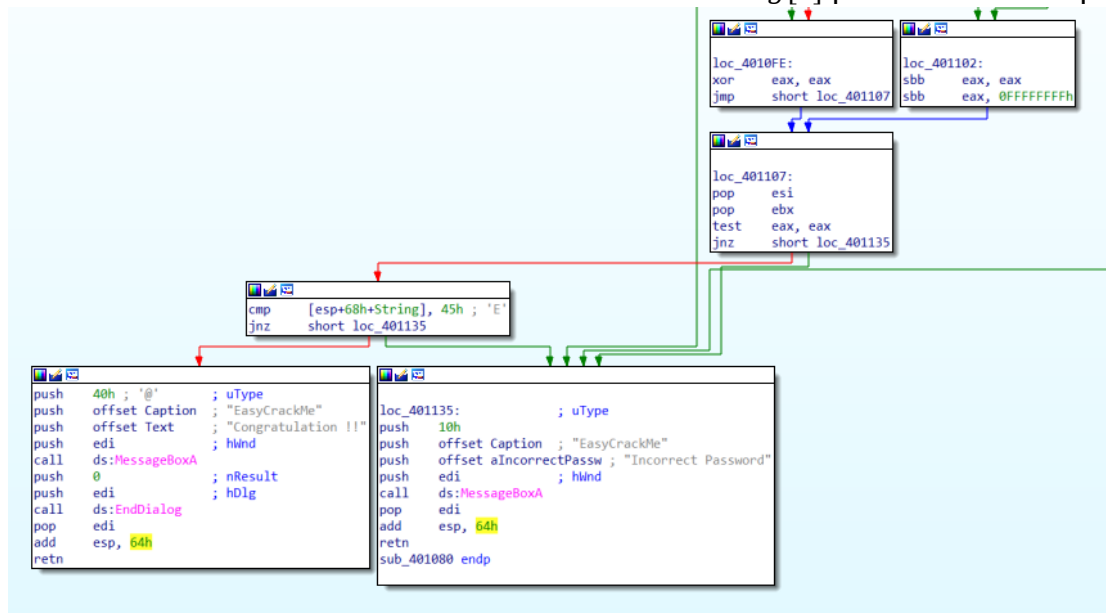 loc_4010FE:
xor eax, eax
jmp short loc_401107
loc_401102:
sbb eax, eax
sbb eax, 0FFFFFFFFh
loc_401107:
pop esi
pop ebx
test eax, eax
jnz short loc_401135
cmp [esp+68h+String], 45h ; 'E'
jnz short loc_401135
push 40h ; '@' ; uType
push offset Caption ; "EasyCrackMe"
push offset Text ; "Congratulation !!"
push edi ; hWnd
call ds:MessageBoxA
push 0 ; nResult
push edi ; hDlg
call ds:EndDialog
pop edi
add esp, 64h
retn
loc_401135: ; uType
push 10h
push offset Caption ; "EasyCrackMe"
push offset aIncorrectPassw ; "Incorrect Password"
push edi ; hWnd
call ds:MessageBoxA
pop edi
add esp, 64h
retn
sub_401080 endp